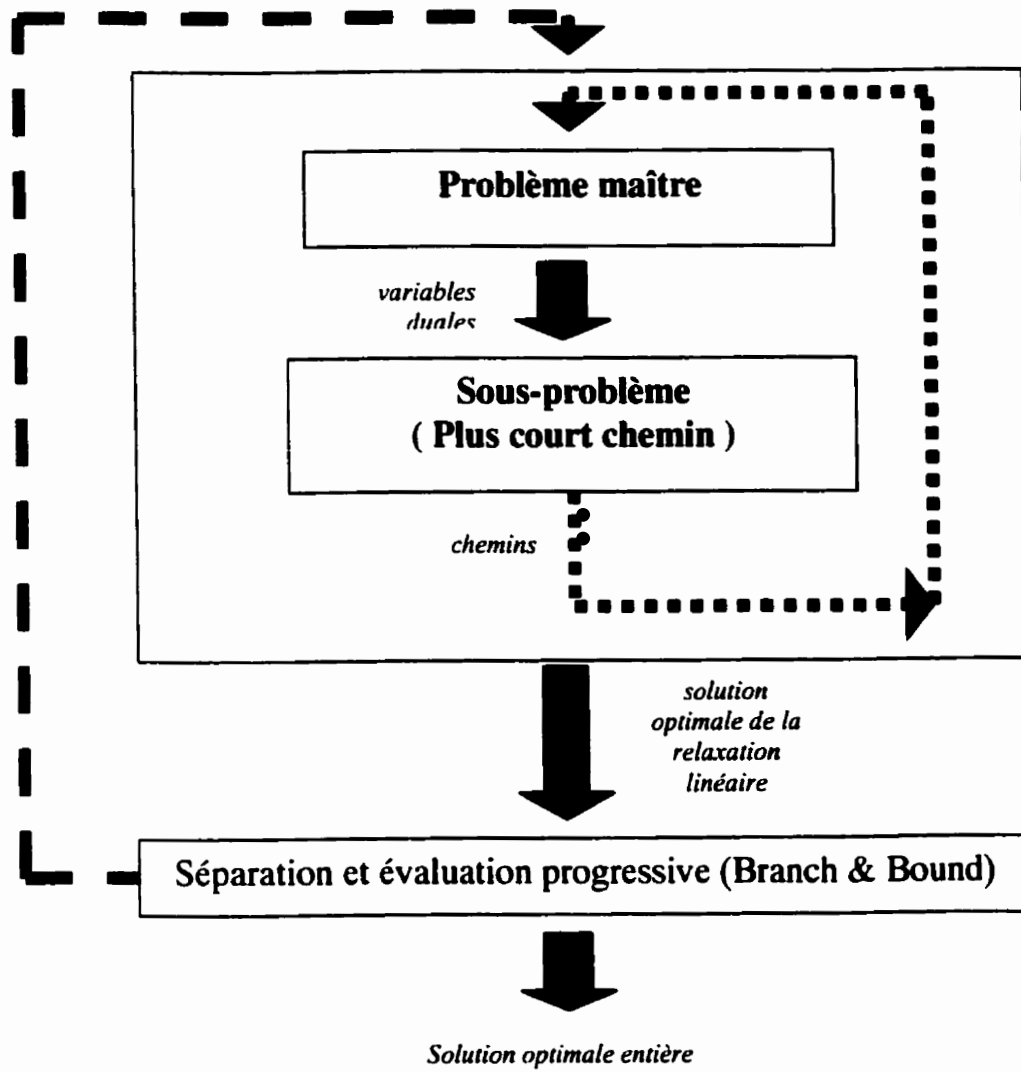 Problème maître
variables
duales
Sous-problème
( Plus court chemin )
chemins
solution
optimale de la
relaxation
linéaire
Séparation et évaluation progressive (Branch & Bound)
Solution optimale entière